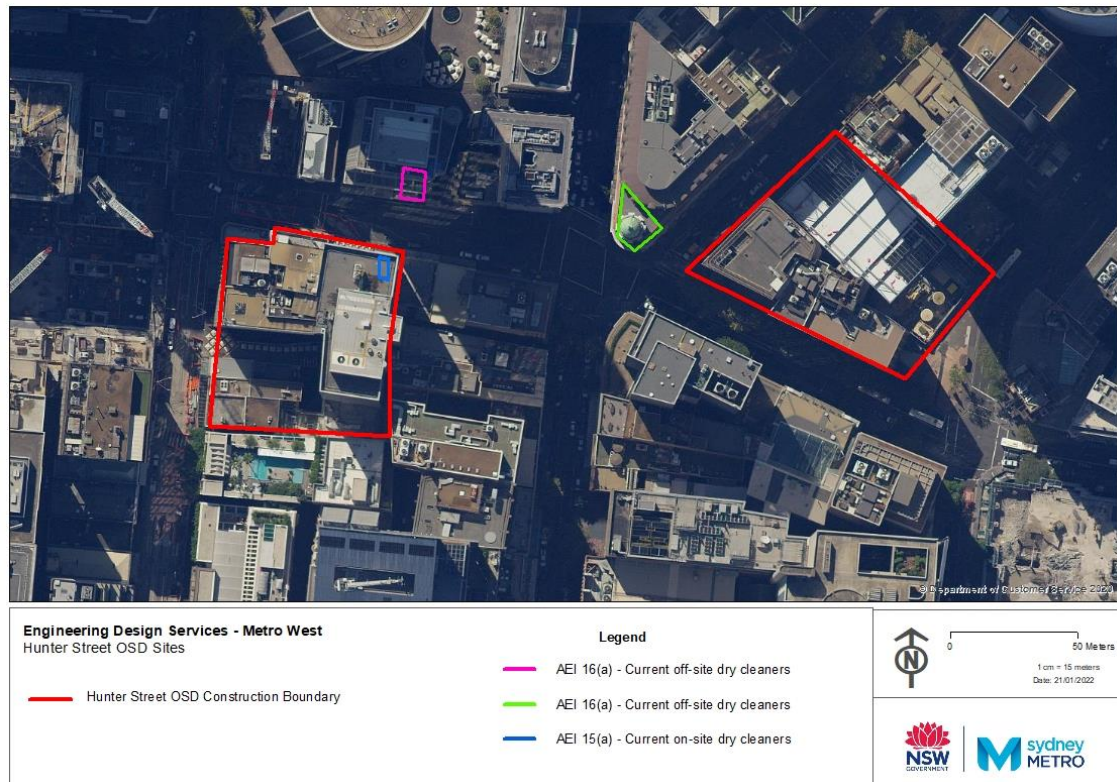 © Department of Customer Service 2020
Engineering Design Services - Metro West
Hunter Street OSD Sites
Hunter Street OSD Construction Boundary
Legend
AEI 16(a) - Current off-site dry cleaners
AEI 16(a) - Current off-site dry cleaners
AEI 15(a) - Current on-site dry cleaners
N
0 50 Meters
1 cm = 15 meters
Date: 21/01/2022
NSW
GOVERNMENT
sydney
METRO